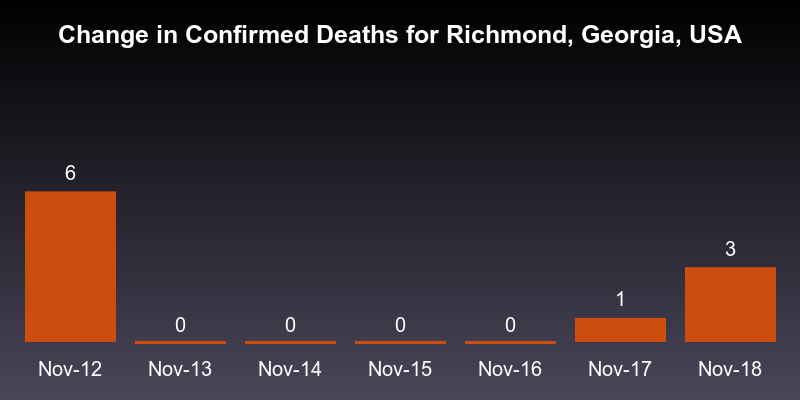 Change in Confirmed Deaths for Richmond, Georgia, USA
6
0
0
0
0
1
3
Nov-12
Nov-13
Nov-14
Nov-15
Nov-16
Nov-17
Nov-18